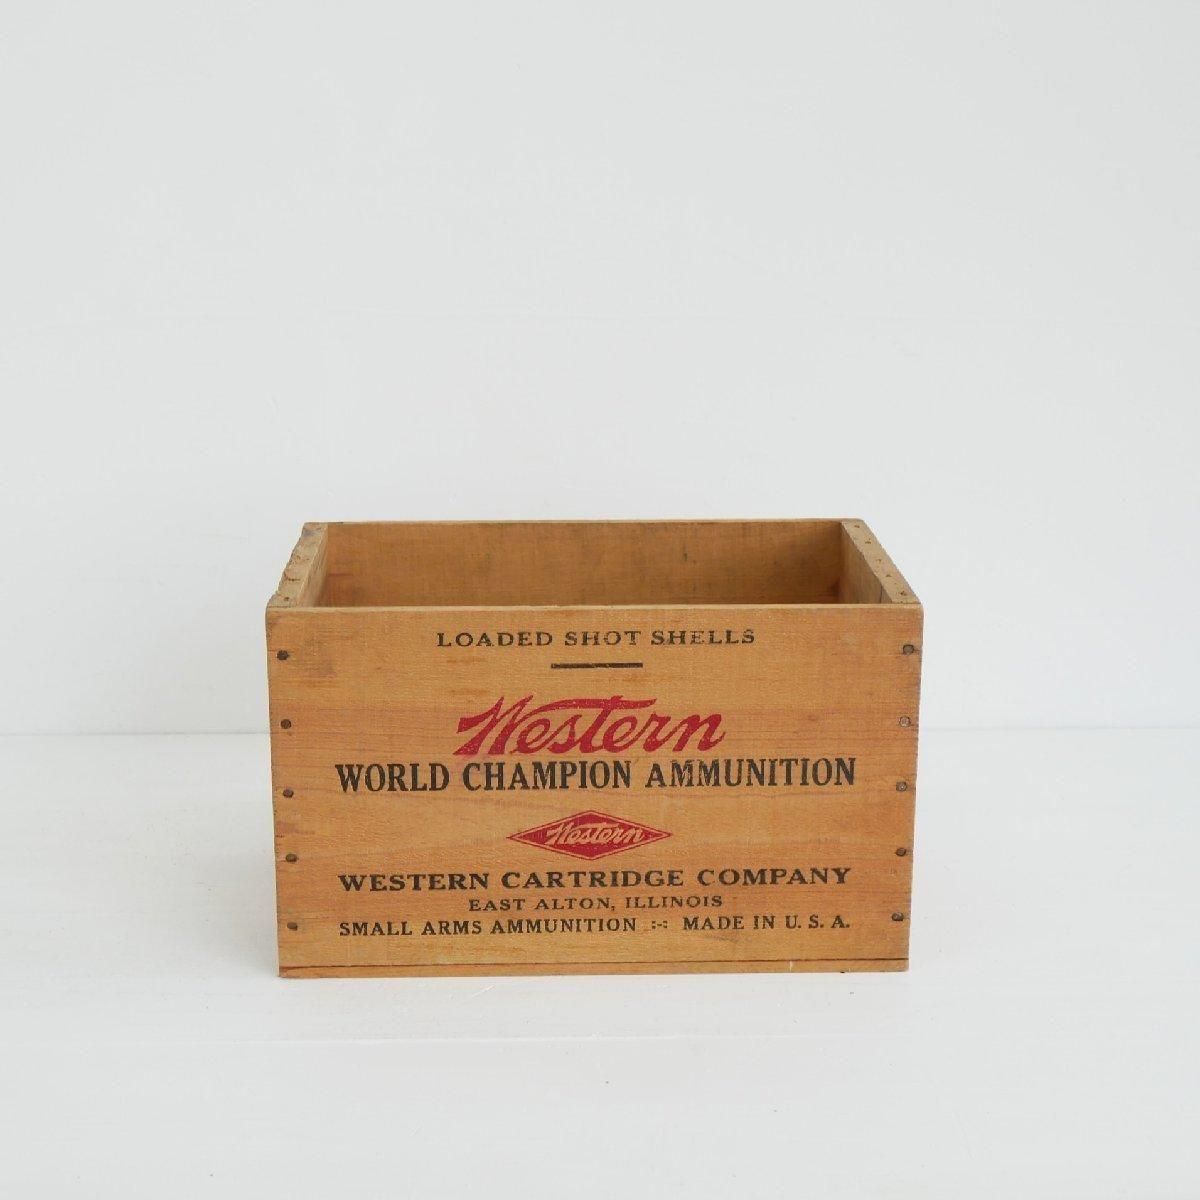 LOADED SHOT SHELLS
Western
WORLD CHAMPION AMMUNITION
Western
WESTERN CARTRIDGE COMPANY
EAST ALTON, ILLINOIS
SMALL ARMS AMMUNITION :-: MADE IN U. S. A.